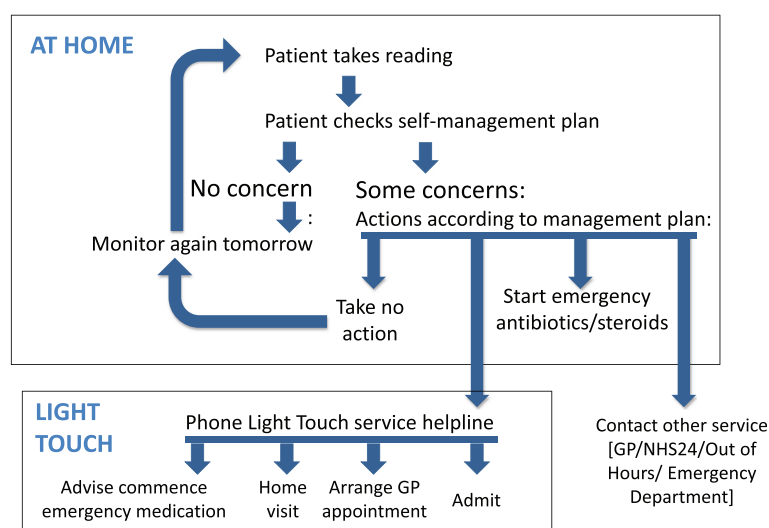 AT HOME
Patient takes reading
Patient checks self-management plan
No concern
:
Some concerns:
Actions according to management plan:
Monitor again tomorrow
Take no
action
Start emergency
antibiotics/steroids
LIGHT
TOUCH
Phone Light Touch service helpline
Advise commence
emergency medication
Home
visit
Arrange GP
appointment
Admit
Contact other service
[GP/NHS24/Out of
Hours/ Emergency
Department]